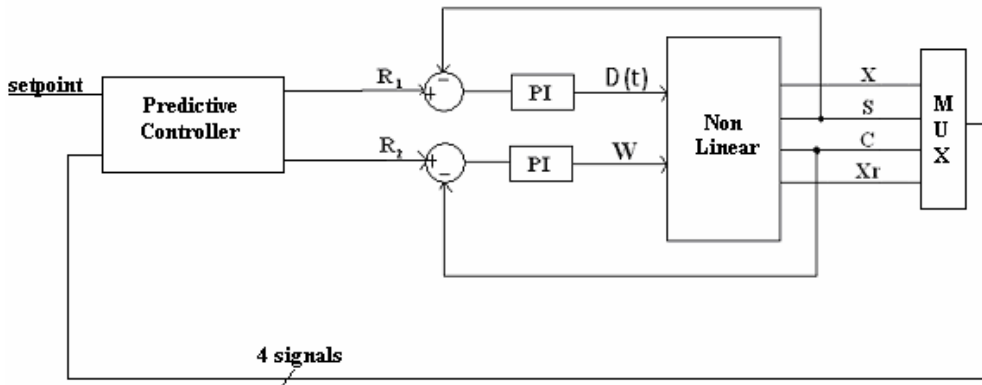 setpoint
Predictive
Controller
R1
+
−
PI
D(t)
R2
+
−
PI
W
Non
Linear
X
S
C
Xr
M
U
X
4 signals